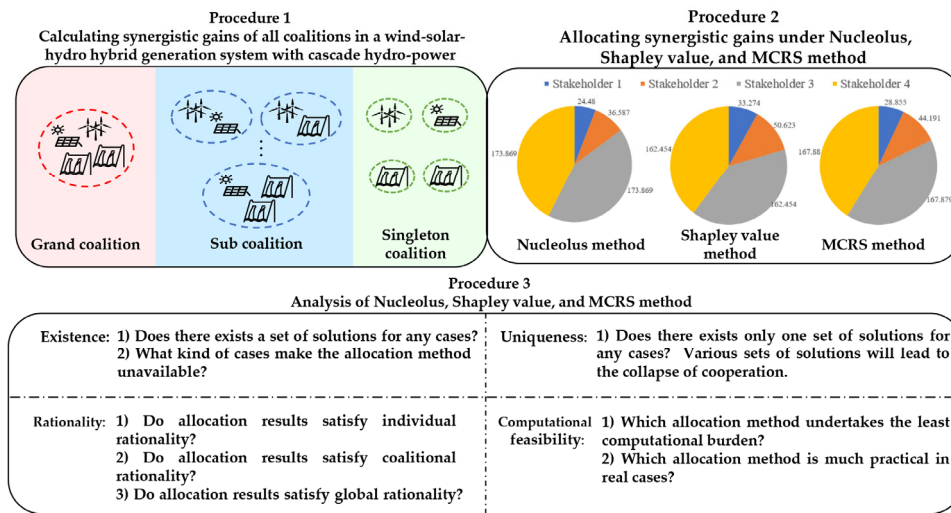 Procedure 1
Calculating synergistic gains of all coalitions in a wind-solar-
hydro hybrid generation system with cascade hydro-power
Grand coalition
Sub coalition
Singleton
coalition
Procedure 2
Allocating synergistic gains under Nucleolus,
Shapley value, and MCRS method
Stakeholder 1 Stakeholder 2 Stakeholder 3 Stakeholder 4
24.48
36.587
173.869
173.869
Nucleolus method
33.274
50.623
162.454
162.454
Shapley value
method
28.855
44.191
167.88
167.879
MCRS method
Procedure 3
Analysis of Nucleolus, Shapley value, and MCRS method
Existence: 1) Does there exists a set of solutions for any cases?
2) What kind of cases make the allocation method
unavailable?
Uniqueness: 1) Does there exists only one set of solutions for
any cases? Various sets of solutions will lead to
the collapse of cooperation.
Rationality: 1) Do allocation results satisfy individual
rationality?
2) Do allocation results satisfy coalitional
rationality?
3) Do allocation results satisfy global rationality?
Computational 1) Which allocation method undertakes the least
feasibility: computational burden?
2) Which allocation method is much practical in
real cases?